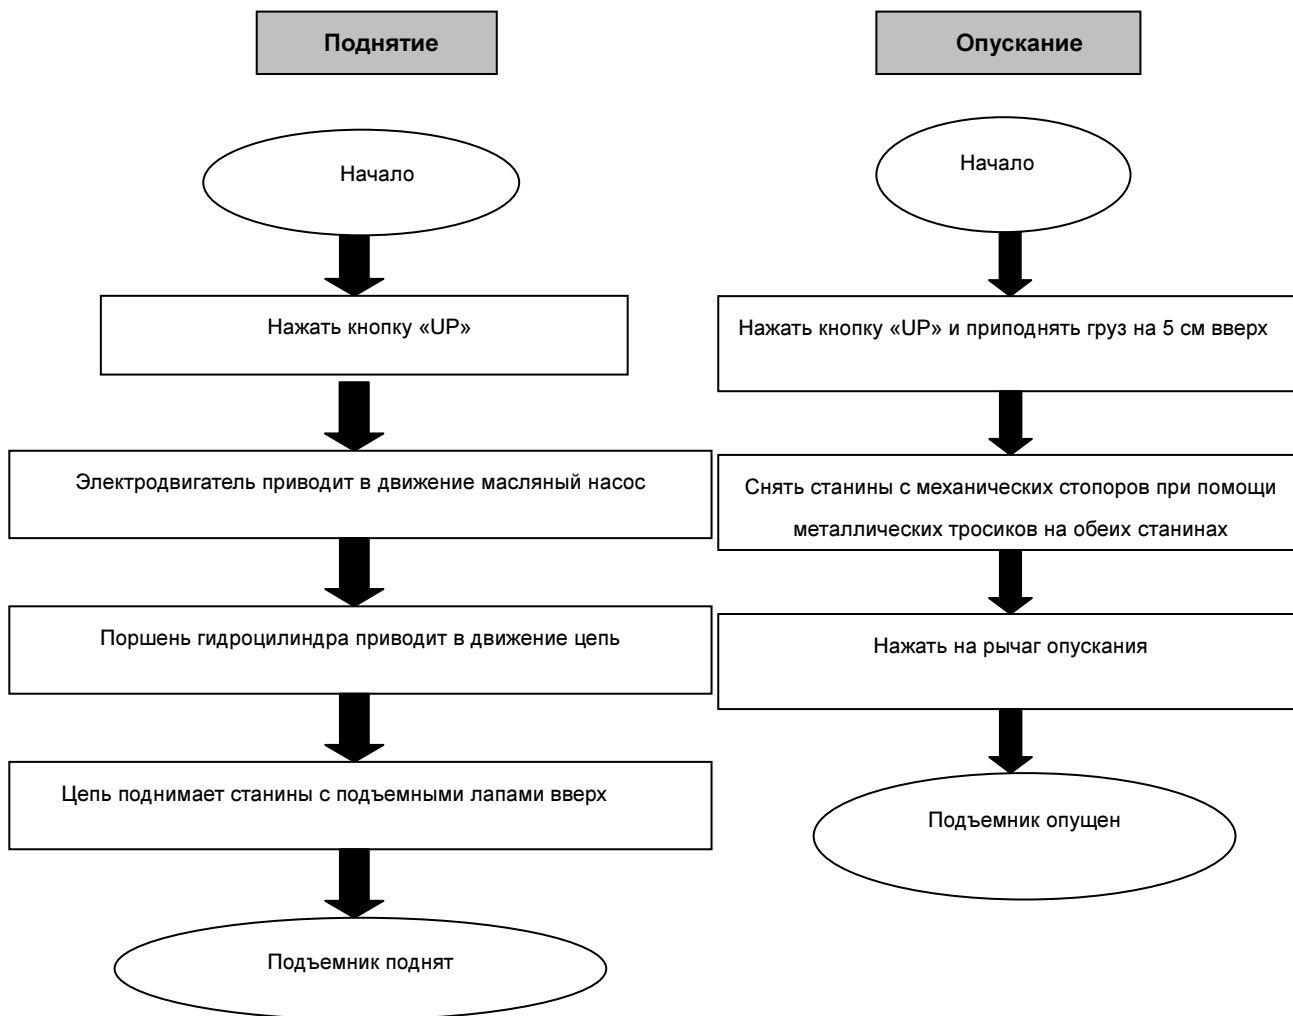 Поднятие
Начало
Нажать кнопку «UP»
Электродвигатель приводит в движение масляный насос
Поршень гидроцилиндра приводит в движение цепь
Цепь поднимает станины с подъемными лапами вверх
Подъемник поднят
Опускание
Начало
Нажать кнопку «UP» и приподнять груз на 5 см вверх
Снять станины с механических стопоров при помощи
металлических тросиков на обеих станинах
Нажать на рычаг опускания
Подъемник опущен